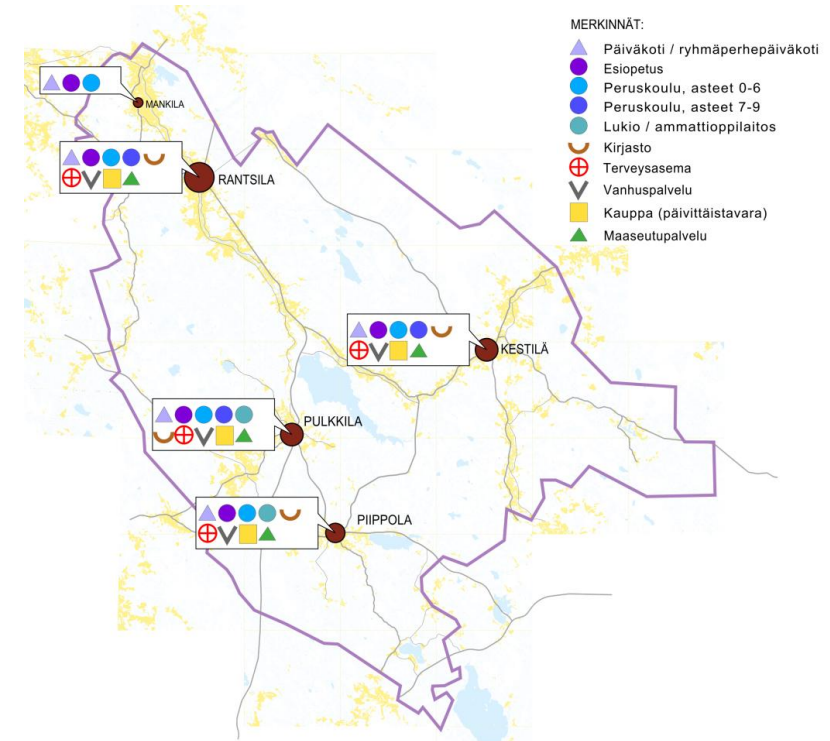 MERKINNÄT:
Päiväkoti / ryhmäperhepäiväkoti
Esiopetus
Peruskoulu, asteet 0-6
Peruskoulu, asteet 7-9
Lukio / ammattioppilaitos
Kirjasto
Terveysasema
Vanhuspalvelu
Kauppa (päivittäistavara)
Maaseutupalvelu
MANKILA
RANTSILA
KESTILÄ
PULKKILA
PIIPPOLA